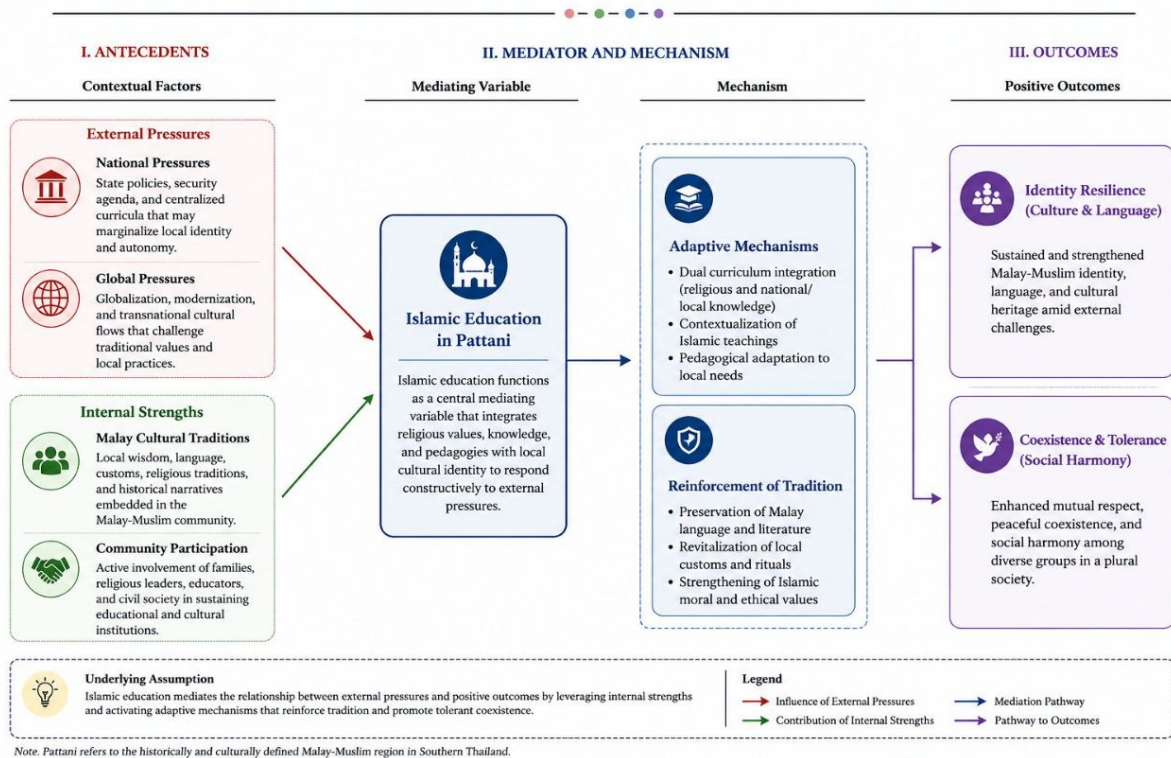 I. ANTECEDENTS
Contextual Factors
External Pressures
National Pressures
State policies, security
agenda, and centralized
curricula that may
marginalize local identity
and autonomy.
Global Pressures
Globalization, modernization,
and transnational cultural
flows that challenge
traditional values and
local practices.
Internal Strengths
Malay Cultural Traditions
Local wisdom, language,
customs, religious traditions,
and historical narratives
embedded in the
Malay-Muslim community.
Community Participation
Active involvement of families,
religious leaders, educators,
and civil society in sustaining
educational and cultural
institutions.
II. MEDIATOR AND MECHANISM
Mediating Variable
Islamic Education
in Pattani
Islamic education functions
as a central mediating
variable that integrates
religious values, knowledge,
and pedagogies with local
cultural identity to respond
constructively to external
pressures.
Mechanism
Adaptive Mechanisms
• Dual curriculum integration
(religious and national/
local knowledge)
• Contextualization of
Islamic teachings
• Pedagogical adaptation to
local needs
Reinforcement of Tradition
• Preservation of Malay
language and literature
• Revitalization of local
customs and rituals
• Strengthening of Islamic
moral and ethical values
III. OUTCOMES
Positive Outcomes
Identity Resilience
(Culture & Language)
Sustained and strengthened
Malay-Muslim identity,
language, and cultural
heritage amid external
challenges.
Coexistence & Tolerance
(Social Harmony)
Enhanced mutual respect,
peaceful coexistence, and
social harmony among
diverse groups in a plural
society.
Underlying Assumption
Islamic education mediates the relationship between external pressures and positive outcomes by leveraging internal strengths
and activating adaptive mechanisms that reinforce tradition and promote tolerant coexistence.
Legend
Influence of External Pressures
Mediation Pathway
Contribution of Internal Strengths
Pathway to Outcomes
Note. Pattani refers to the historically and culturally defined Malay-Muslim region in Southern Thailand.